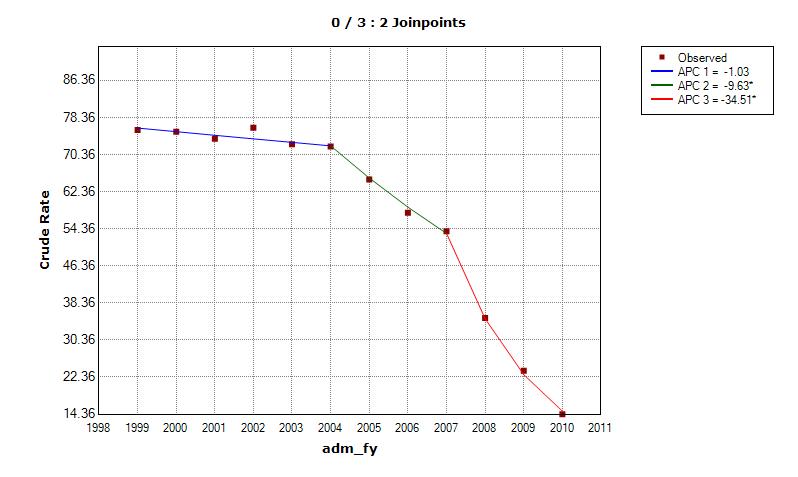 0 / 3 : 2 Joinpoints
Observed
APC 1 = -1.03
APC 2 = -9.63*
APC 3 = -34.51*
Crude Rate
86.36
78.36
70.36
62.36
54.36
46.36
38.36
30.36
22.36
14.36
1998 1999 2000 2001 2002 2003 2004 2005 2006 2007 2008 2009 2010 2011
adm_fy